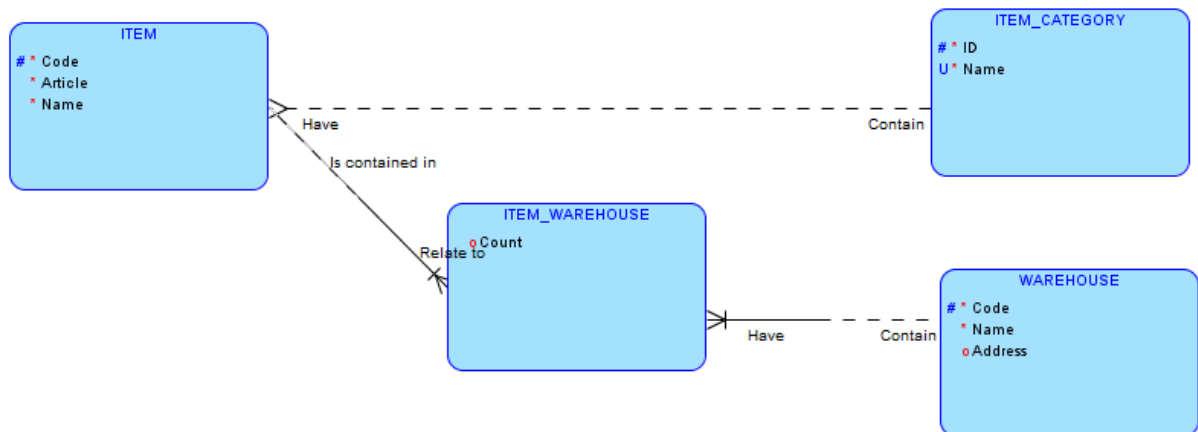 ITEM
# * Code
* Article
* Name
ITEM_CATEGORY
# * ID
U * Name
Have
Contain
Is contained in
Relate to
ITEM_WAREHOUSE
o Count
Have
Contain
WAREHOUSE
# * Code
* Name
o Address